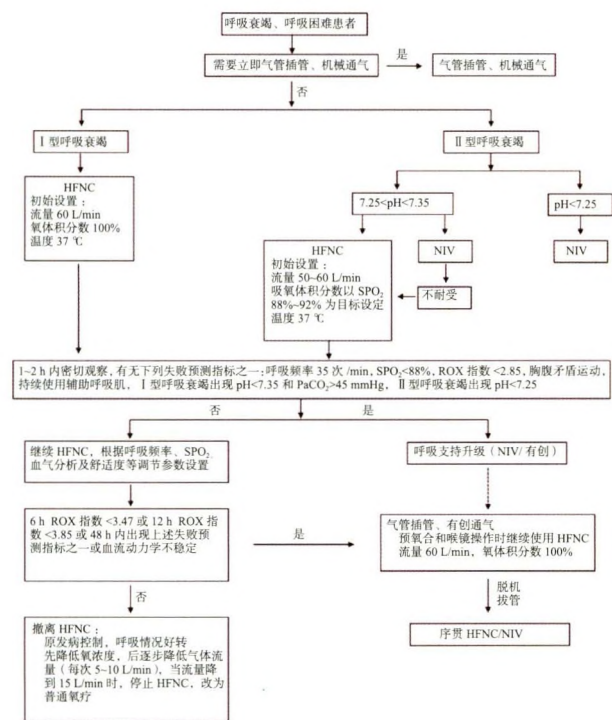 呼吸衰竭、呼吸困难患者
需要立即气管插管、机械通气
是
气管插管、机械通气
否
Ⅰ型呼吸衰竭
Ⅱ型呼吸衰竭
HFNC
初始设置：
流量 60 L/min
氧体积分数 100%
温度 37 ℃
7.25<pH<7.35
pH<7.25
HFNC
初始设置：
流量 50~60 L/min
吸氧体积分数以 SPO₂
88%~92% 为目标设定
温度 37 ℃
NIV
NIV
不耐受
1~2 h 内密切观察，有无下列失败预测指标之一：呼吸频率 35 次 /min, SPO₂<88%, ROX 指数 <2.85, 胸腹矛盾运动,
持续使用辅助呼吸肌，Ⅰ型呼吸衰竭出现 pH<7.35 和 PaCO₂>45 mmHg，Ⅱ型呼吸衰竭出现 pH<7.25
否
是
继续 HFNC，根据呼吸频率、SPO₂、
血气分析及舒适度等调节参数设置
呼吸支持升级（NIV/ 有创）
6 h ROX 指数 <3.47 或 12 h ROX 指
数 <3.85 或 48 h 内出现上述失败预
测指标之一或血流动力学不稳定
是
气管插管、有创通气
预氧合和喉镜操作时继续使用 HFNC
流量 60 L/min，氧体积分数 100%
否
脱机
拔管
撤离 HFNC：
原发病控制，呼吸情况好转
先降低氧浓度，后逐步降低气体流
量（每次 5~10 L/min），当流量降
到 15 L/min 时，停止 HFNC，改为
普通氧疗
序贯 HFNC/NIV